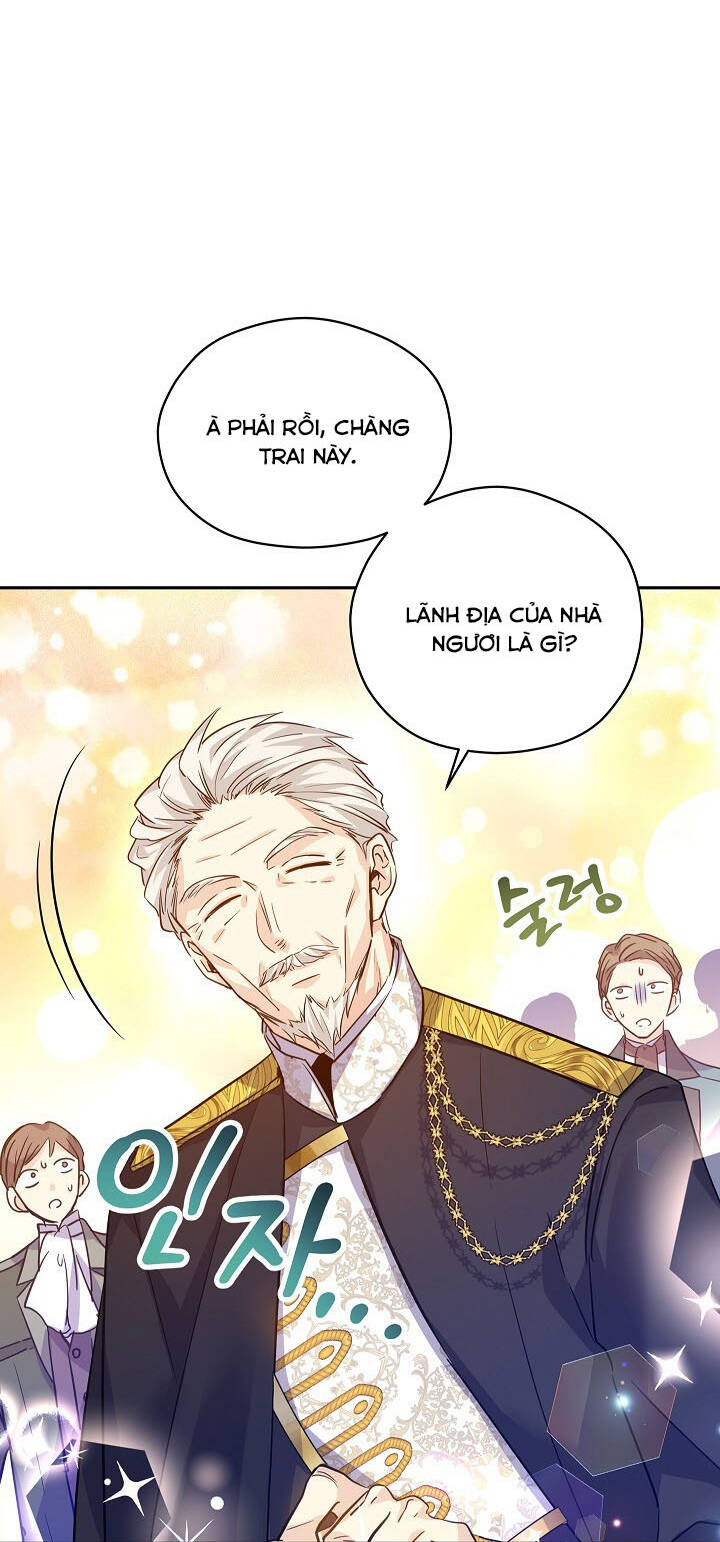 À PHẢI RỒI, CHÀNG
TRAI NÀY.
LÃNH ĐỊA CỦA NHÀ
NGƯƠI LÀ GÌ?
술렁
인자...